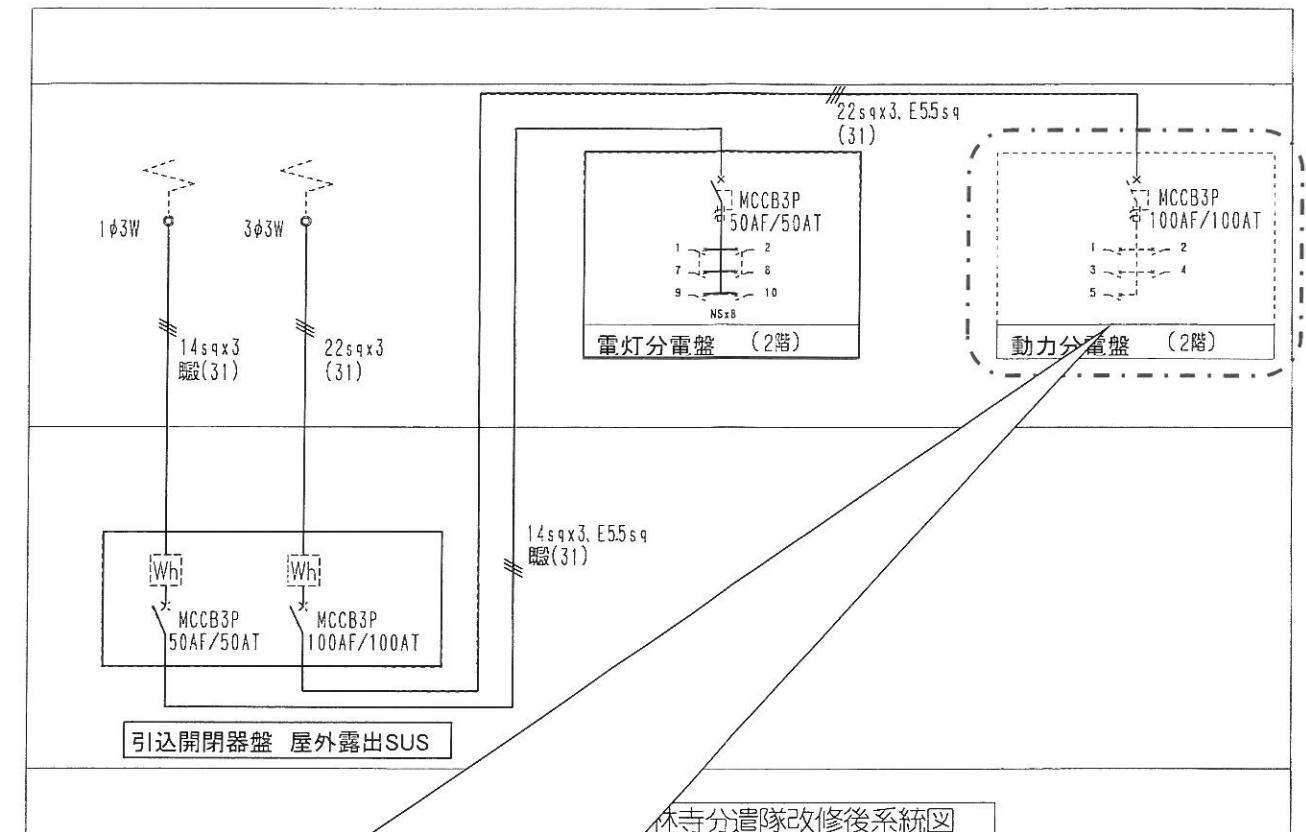 22sqx3、E5.5sq
(31)
1φ3W
3φ3W
MCCB3P
50AF/50AT
1 2
7 8
9 10
NSx8
電灯分電盤 (2階)
MCCB3P
100AF/100AT
1 2
3 4
5
動力分電盤 (2階)
14sqx3
(31)
22sqx3
(31)
14sqx3、E5.5sq
(31)
Wh
Wh
MCCB3P
50AF/50AT
MCCB3P
100AF/100AT
引込開閉器盤 屋外露出SUS
林寺分遣隊改修後系統図